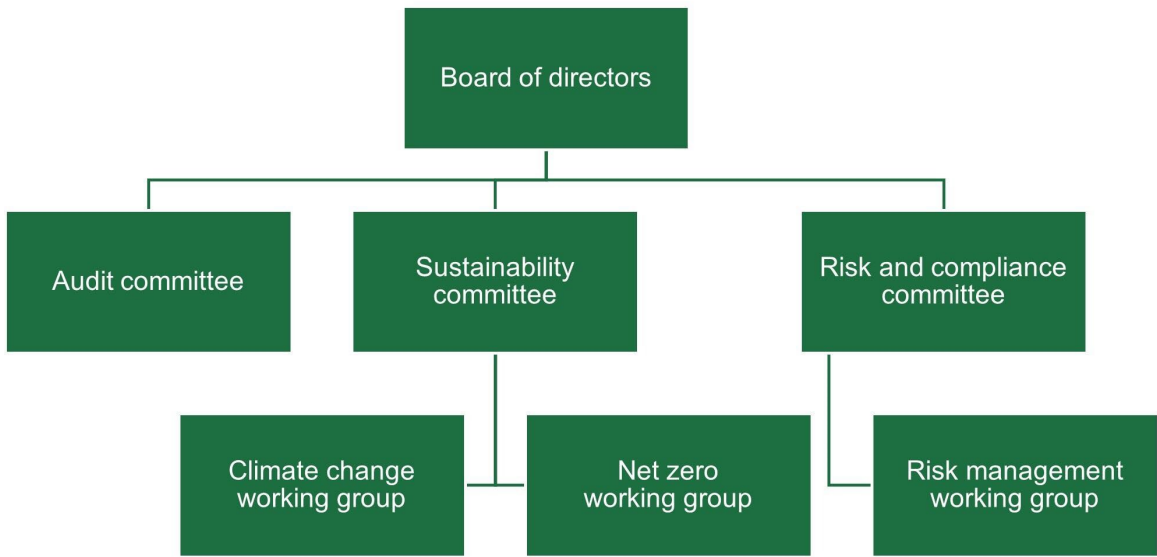 Board of directors
Audit committee
Sustainability
committee
Risk and compliance
committee
Climate change
working group
Net zero
working group
Risk management
working group